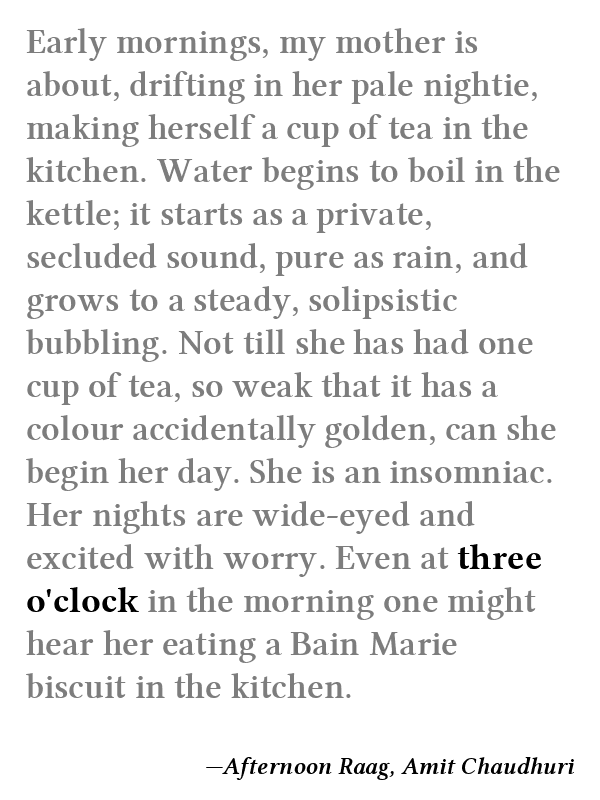 Early mornings, my mother is
about, drifting in her pale nightie,
making herself a cup of tea in the
kitchen. Water begins to boil in the
kettle; it starts as a private,
secluded sound, pure as rain, and
grows to a steady, solipsistic
bubbling. Not till she has had one
cup of tea, so weak that it has a
colour accidentally golden, can she
begin her day. She is an insomniac.
Her nights are wide-eyed and
excited with worry. Even at three
o'clock in the morning one might
hear her eating a Bain Marie
biscuit in the kitchen.
—Afternoon Raag, Amit Chaudhuri